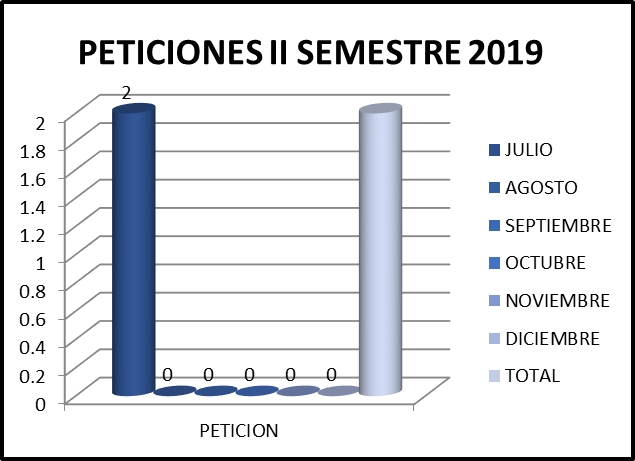 PETICIONES II SEMESTRE 2019
2
2
1.8
1.6
1.4
1.2
1
0.8
0.6
0.4
0.2
0
0 0 0 0 0
PETICION
JULIO
AGOSTO
SEPTIEMBRE
OCTUBRE
NOVIEMBRE
DICIEMBRE
TOTAL